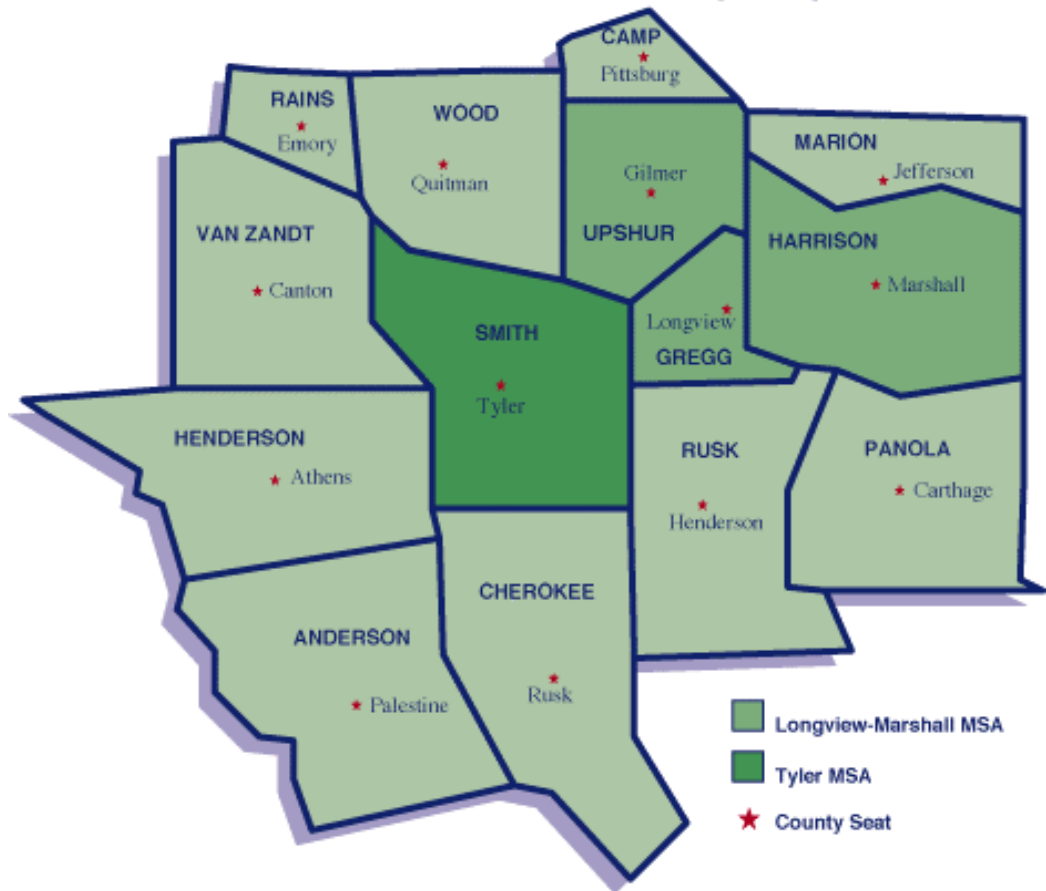 CAMP
Pittsburg
RAINS
Emory
WOOD
Quitman
MARION
Jefferson
Gilmer
UPSHUR
VAN ZANDT
Canton
HARRISON
Marshall
SMITH
Tyler
Longview
GREGG
HENDERSON
Athens
RUSK
Henderson
PANOLA
Carthage
CHEROKEE
Rusk
ANDERSON
Palestine
Longview-Marshall MSA
Tyler MSA
County Seat